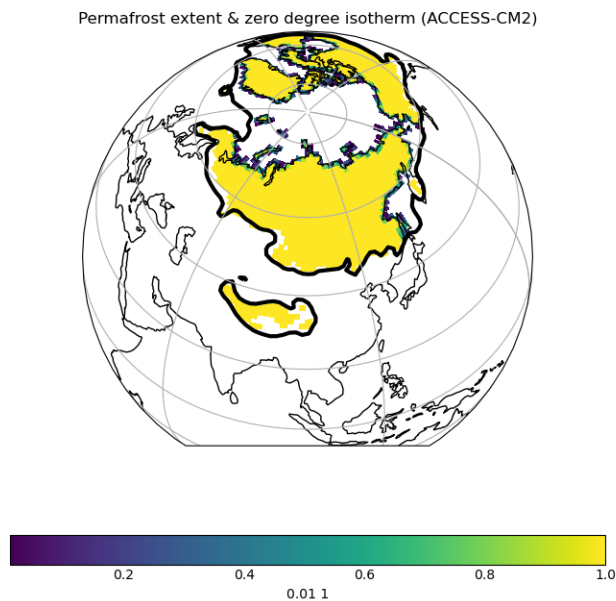 Permafrost extent & zero degree isotherm (ACCESS-CM2)
0.2 0.4 0.6 0.8 1.0
0.01 1